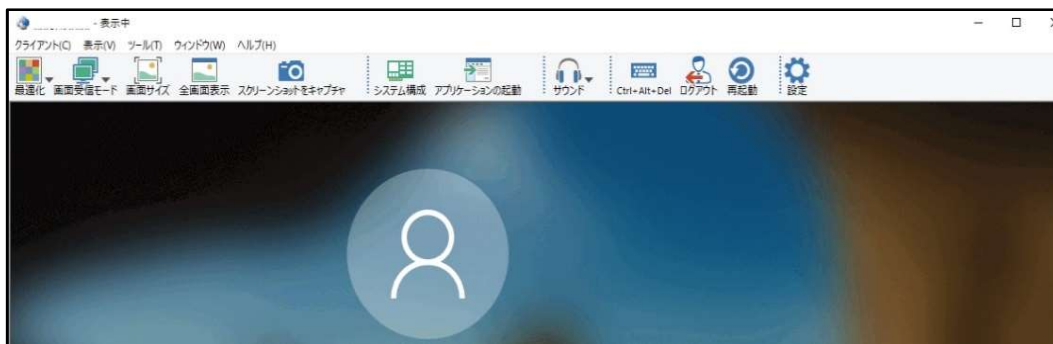 - 表示中
クライアント(C) 表示(V) ツール(T) ウィンドウ(W) ヘルプ(H)
最適化 画面受信モード 画面サイズ 全画面表示 スクリーンショットをキャプチャ システム構成 アプリケーションの起動 サウンド Ctrl+Alt+Del ログアウト 再起動 設定